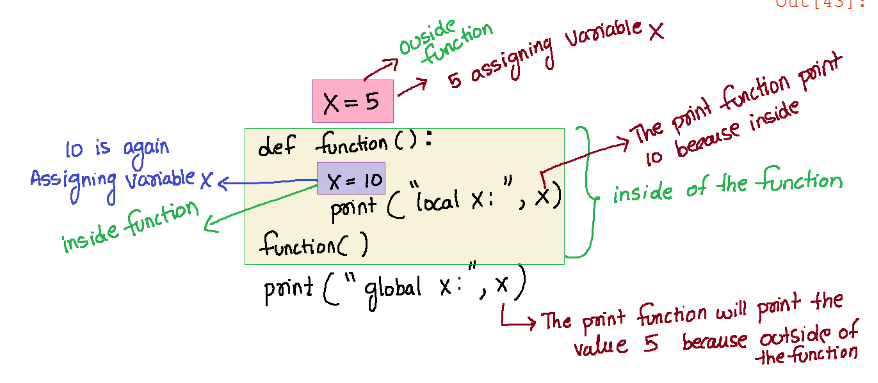 Out[43]:
ouside
function
5 assigning variable X
X = 5
The print function print
10 because inside
def function():
10 is again
Assigning variable X
X = 10
print ("local X:", x)
inside of the function
inside function
function()
print("global x:", x)
The print function will print the
value 5 because outside of
the function